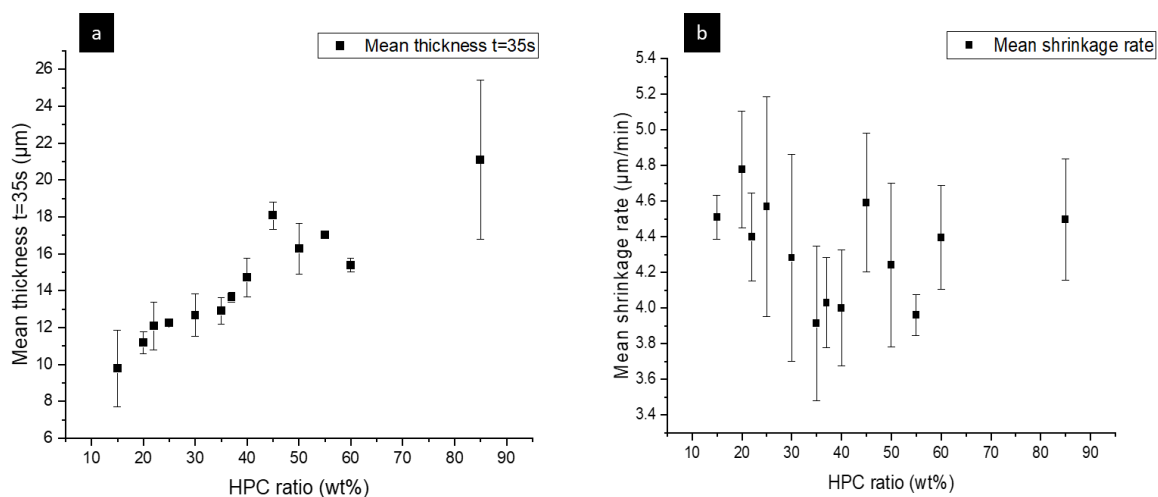 a
Mean thickness t=35s
26
24
22
20
18
16
14
12
10
8
6
Mean thickness t=35s (µm)
10 20 30 40 50 60 70 80 90
HPC ratio (wt%)
b
Mean shrinkage rate
5.4
5.2
5.0
4.8
4.6
4.4
4.2
4.0
3.8
3.6
3.4
Mean shrinkage rate (µm/min)
10 20 30 40 50 60 70 80 90
HPC ratio (wt%)